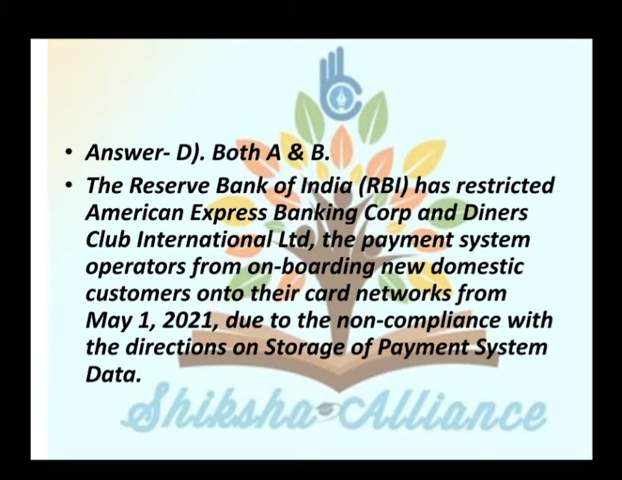 • Answer- D). Both A & B.
• The Reserve Bank of India (RBI) has restricted
American Express Banking Corp and Diners
Club International Ltd, the payment system
operators from on-boarding new domestic
customers onto their card networks from
May 1, 2021, due to the non-compliance with
the directions on Storage of Payment System
Data.
Shiksha Alliance